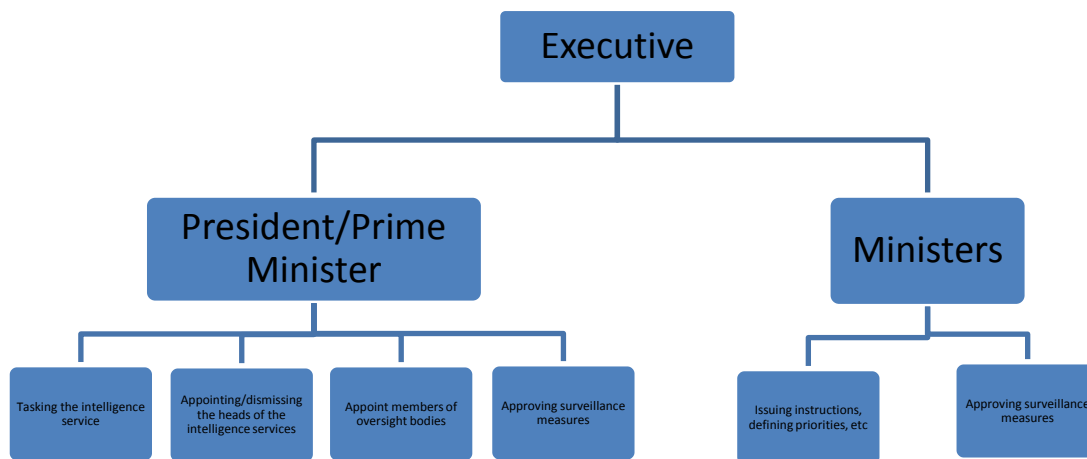 Executive
President/Prime
Minister
Ministers
Tasking the intelligence
service
Appointing/dismissing
the heads of the
intelligence services
Appoint members of
oversight bodies
Approving surveillance
measures
Issuing instructions,
defining priorities, etc
Approving surveillance
measures